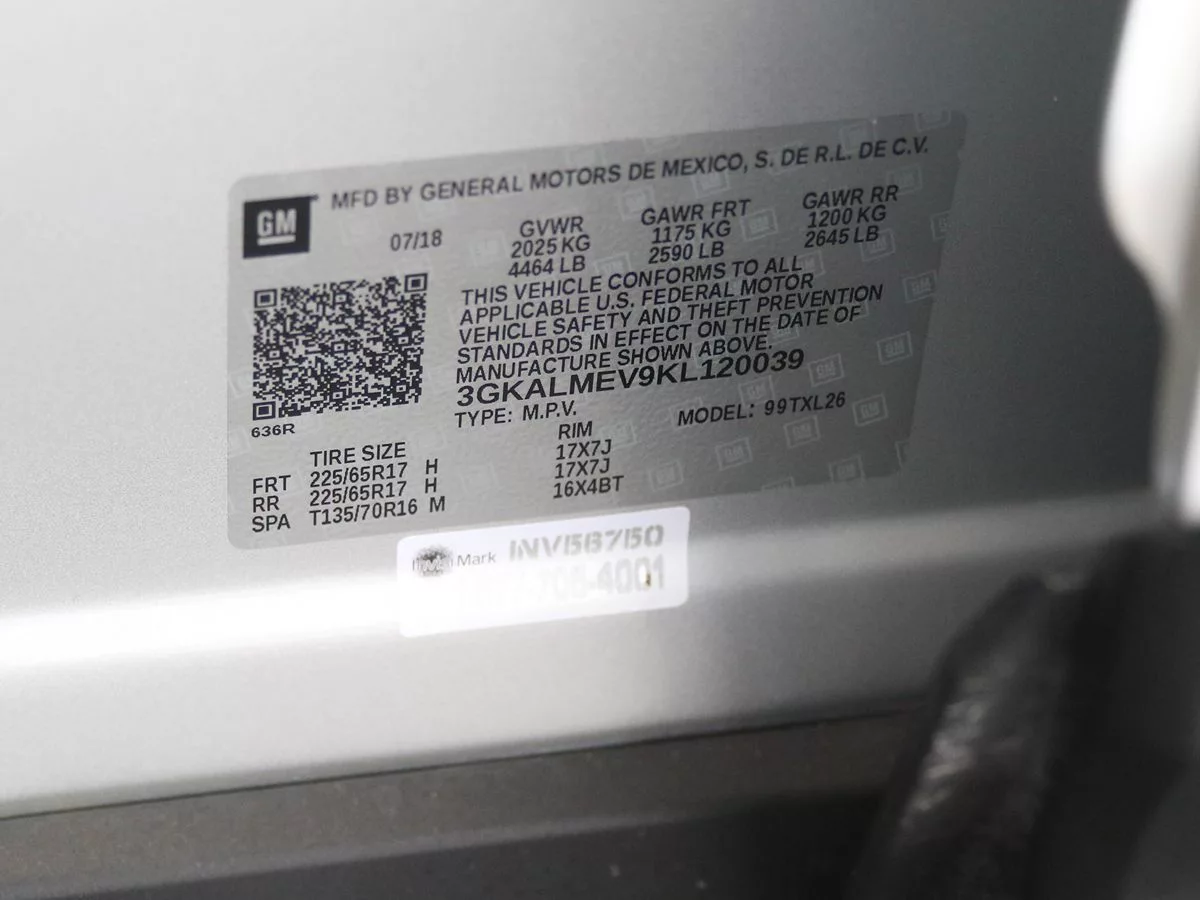 GM
MFD BY GENERAL MOTORS DE MEXICO, S. DE R.L. DE C.V.
07/18
GVWR
2025 KG
4464 LB
GAWR FRT
1175 KG
2590 LB
GAWR RR
1200 KG
2645 LB
THIS VEHICLE CONFORMS TO ALL
APPLICABLE U.S. FEDERAL MOTOR
VEHICLE SAFETY AND THEFT PREVENTION
STANDARDS IN EFFECT ON THE DATE OF
MANUFACTURE SHOWN ABOVE.
3GKALMEV9KL120039
TYPE: M.P.V. MODEL: 99TXL26
636R
TIRE SIZE RIM
FRT 225/65R17 H 17X7J
RR 225/65R17 H 17X7J
SPA T135/70R16 M 16X4BT
Mark